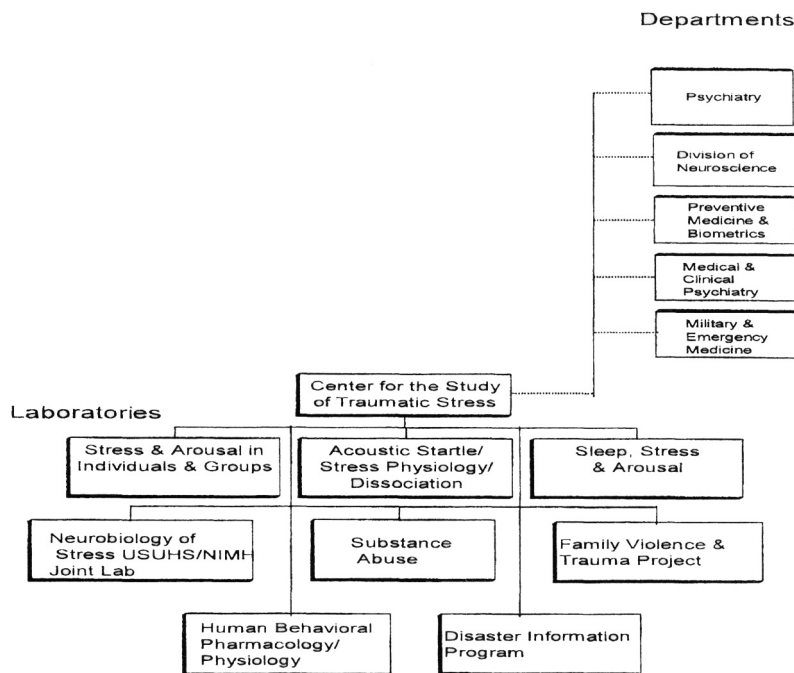 Departments
Psychiatry
Division of
Neuroscience
Preventive
Medicine &
Biometrics
Medical &
Clinical
Psychiatry
Military &
Emergency
Medicine
Center for the Study
of Traumatic Stress
Laboratories
Stress & Arousal in
Individuals & Groups
Acoustic Startle/
Stress Physiology/
Dissociation
Sleep, Stress
& Arousal
Neurobiology of
Stress USUHS/NIMH
Joint Lab
Substance
Abuse
Family Violence &
Trauma Project
Human Behavioral
Pharmacology/
Physiology
Disaster Information
Program